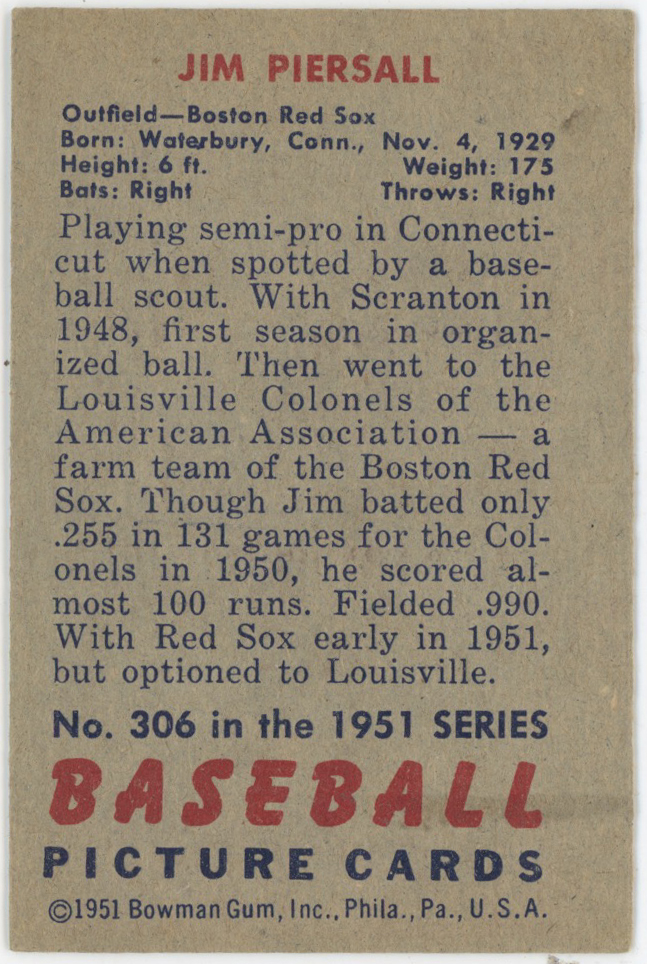 JIM PIERSALL
Outfield—Boston Red Sox
Born: Waterbury, Conn., Nov. 4, 1929
Height: 6 ft. Weight: 175
Bats: Right Throws: Right
Playing semi-pro in Connecti-
cut when spotted by a base-
ball scout. With Scranton in
1948, first season in organ-
ized ball. Then went to the
Louisville Colonels of the
American Association — a
farm team of the Boston Red
Sox. Though Jim batted only
.255 in 131 games for the Col-
onels in 1950, he scored al-
most 100 runs. Fielded .990.
With Red Sox early in 1951,
but optioned to Louisville.
No. 306 in the 1951 SERIES
BASEBALL
PICTURE CARDS
©1951 Bowman Gum, Inc., Phila., Pa., U.S.A.